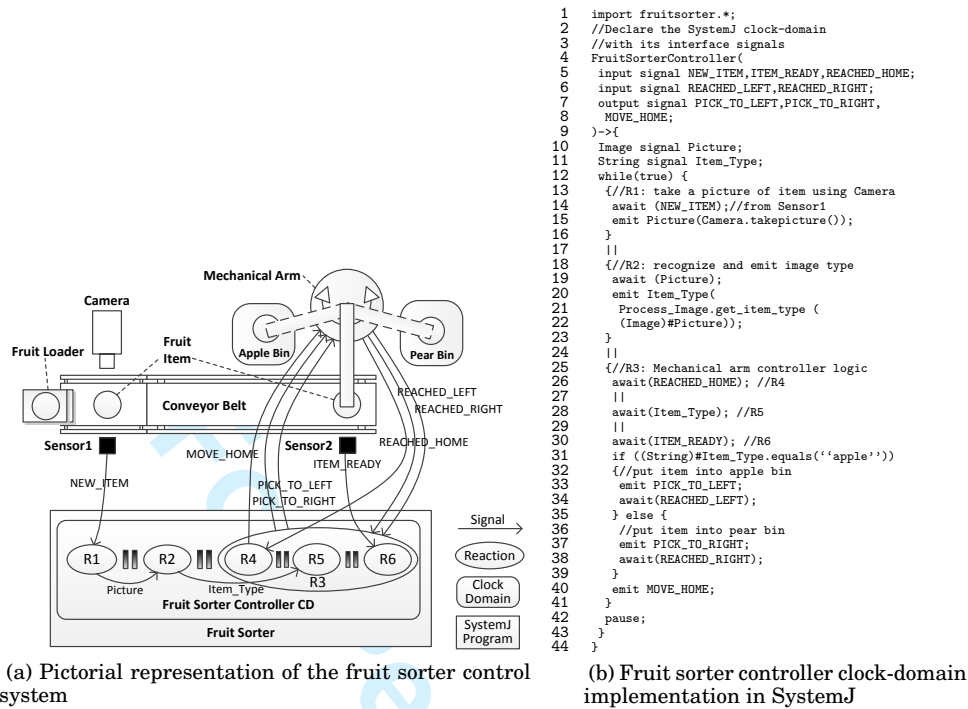 Mechanical Arm
Camera
Fruit Loader
Fruit
Item
Apple Bin
Pear Bin
Conveyor Belt
REACHED_LEFT
REACHED_RIGHT
Sensor1
Sensor2
MOVE_HOME
REACHED_HOME
ITEM_READY
NEW_ITEM
PICK_TO_LEFT
PICK_TO_RIGHT
Signal
R1
R2
R4
R5
R6
Reaction
Picture
Item_Type
R3
Clock
Domain
Fruit Sorter Controller CD
Fruit Sorter
SystemJ
Program
(a) Pictorial representation of the fruit sorter control
system
1 import fruitsorter.*;
2 //Declare the SystemJ clock-domain
3 //with its interface signals
4 FruitSorterController(
5 input signal NEW_ITEM,ITEM_READY,REACHED_HOME;
6 input signal REACHED_LEFT,REACHED_RIGHT;
7 output signal PICK_TO_LEFT,PICK_TO_RIGHT,
8 MOVE_HOME;
9 )->{
10 Image signal Picture;
11 String signal Item_Type;
12 while(true) {
13 {//R1: take a picture of item using Camera
14 await (NEW_ITEM);//from Sensor1
15 emit Picture(Camera.takepicture());
16 }
17 ||
18 {//R2: recognize and emit image type
19 await (Picture);
20 emit Item_Type(
21 Process_Image.get_item_type (
22 (Image)#Picture));
23 }
24 ||
25 {//R3: Mechanical arm controller logic
26 await(REACHED_HOME); //R4
27 ||
28 await(Item_Type); //R5
29 ||
30 await(ITEM_READY); //R6
31 if ((String)#Item_Type.equals(‘‘apple’’))
32 {//put item into apple bin
33 emit PICK_TO_LEFT;
34 await(REACHED_LEFT);
35 } else {
36 //put item into pear bin
37 emit PICK_TO_RIGHT;
38 await(REACHED_RIGHT);
39 }
40 emit MOVE_HOME;
41 }
42 pause;
43 }
44 }
(b) Fruit sorter controller clock-domain
implementation in SystemJ